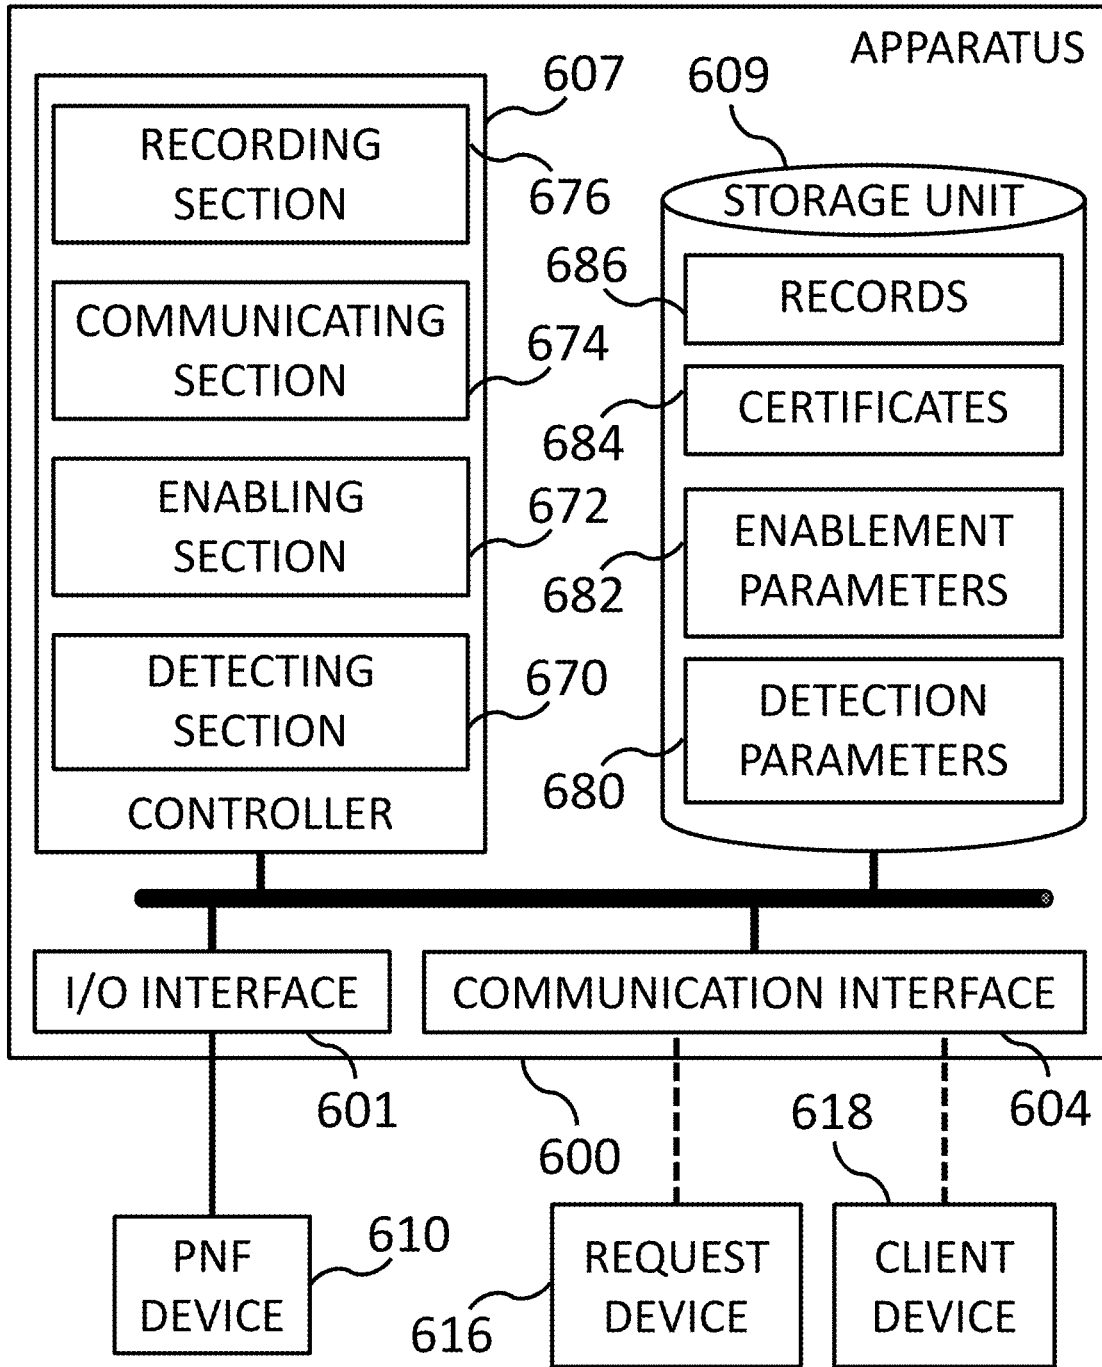 APPARATUS
607
609
RECORDING
SECTION
676
STORAGE UNIT
686
RECORDS
COMMUNICATING
SECTION
674
684
CERTIFICATES
ENABLING
SECTION
672
682
ENABLEMENT
PARAMETERS
DETECTING
SECTION
670
680
DETECTION
PARAMETERS
CONTROLLER
I/O INTERFACE
COMMUNICATION INTERFACE
601
600
618
604
PNF
DEVICE
610
616
REQUEST
DEVICE
CLIENT
DEVICE